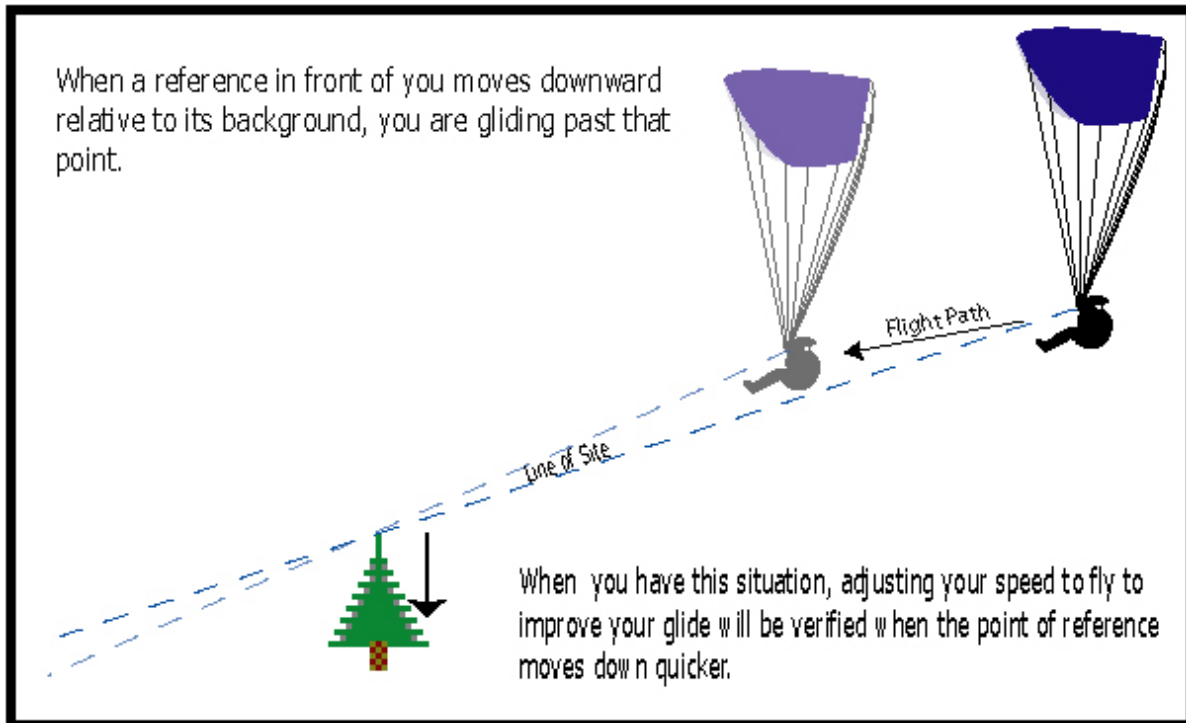 When a reference in front of you moves downward
relative to its background, you are gliding past that
point.
Flight Path
Line of Site
When you have this situation, adjusting your speed to fly to
improve your glide will be verified when the point of reference
moves down quicker.